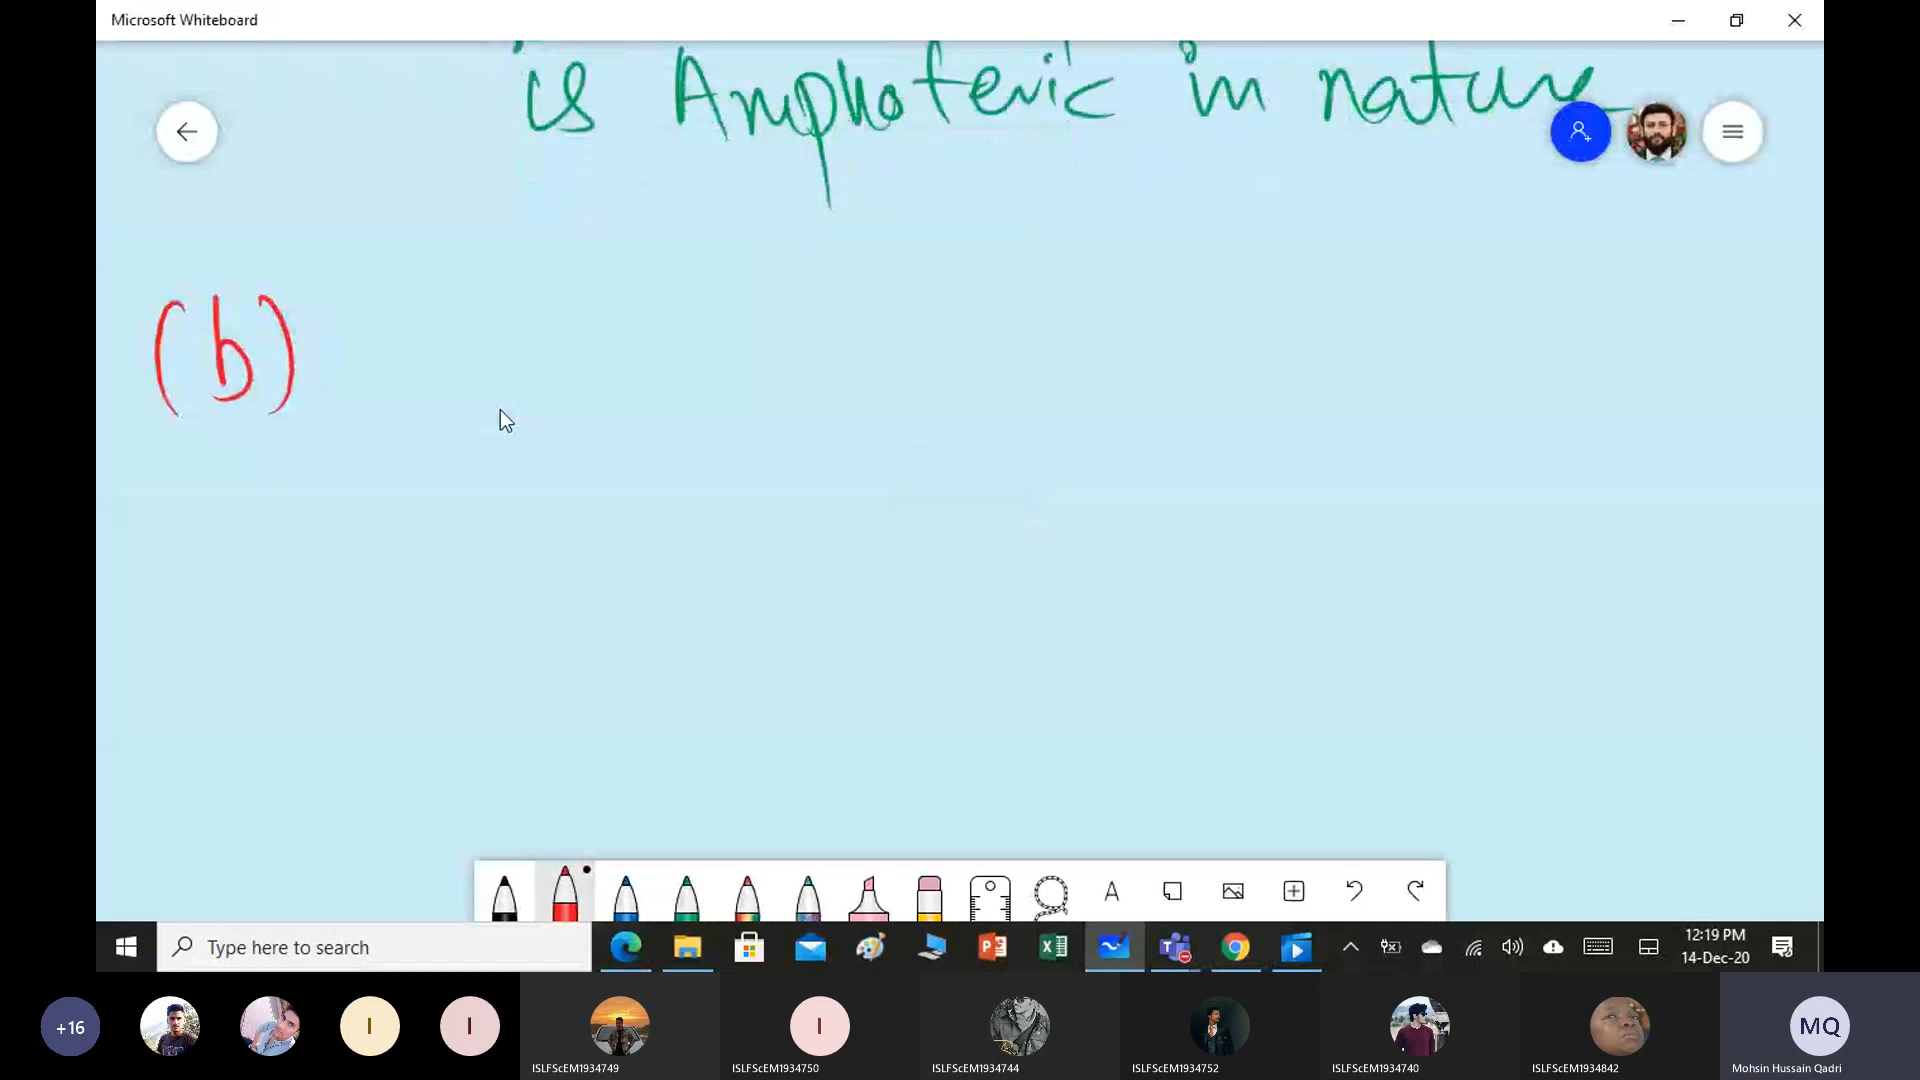 Microsoft Whiteboard
is Amphoteric in nature
(b)
A
Type here to search
12:19 PM
14-Dec-20
+16
I
I
I
MQ
ISLFScEM1934749
ISLFScEM1934750
ISLFScEM1934744
ISLFScEM1934752
ISLFScEM1934740
ISLFScEM1934842
Mohsin Hussain Qadri